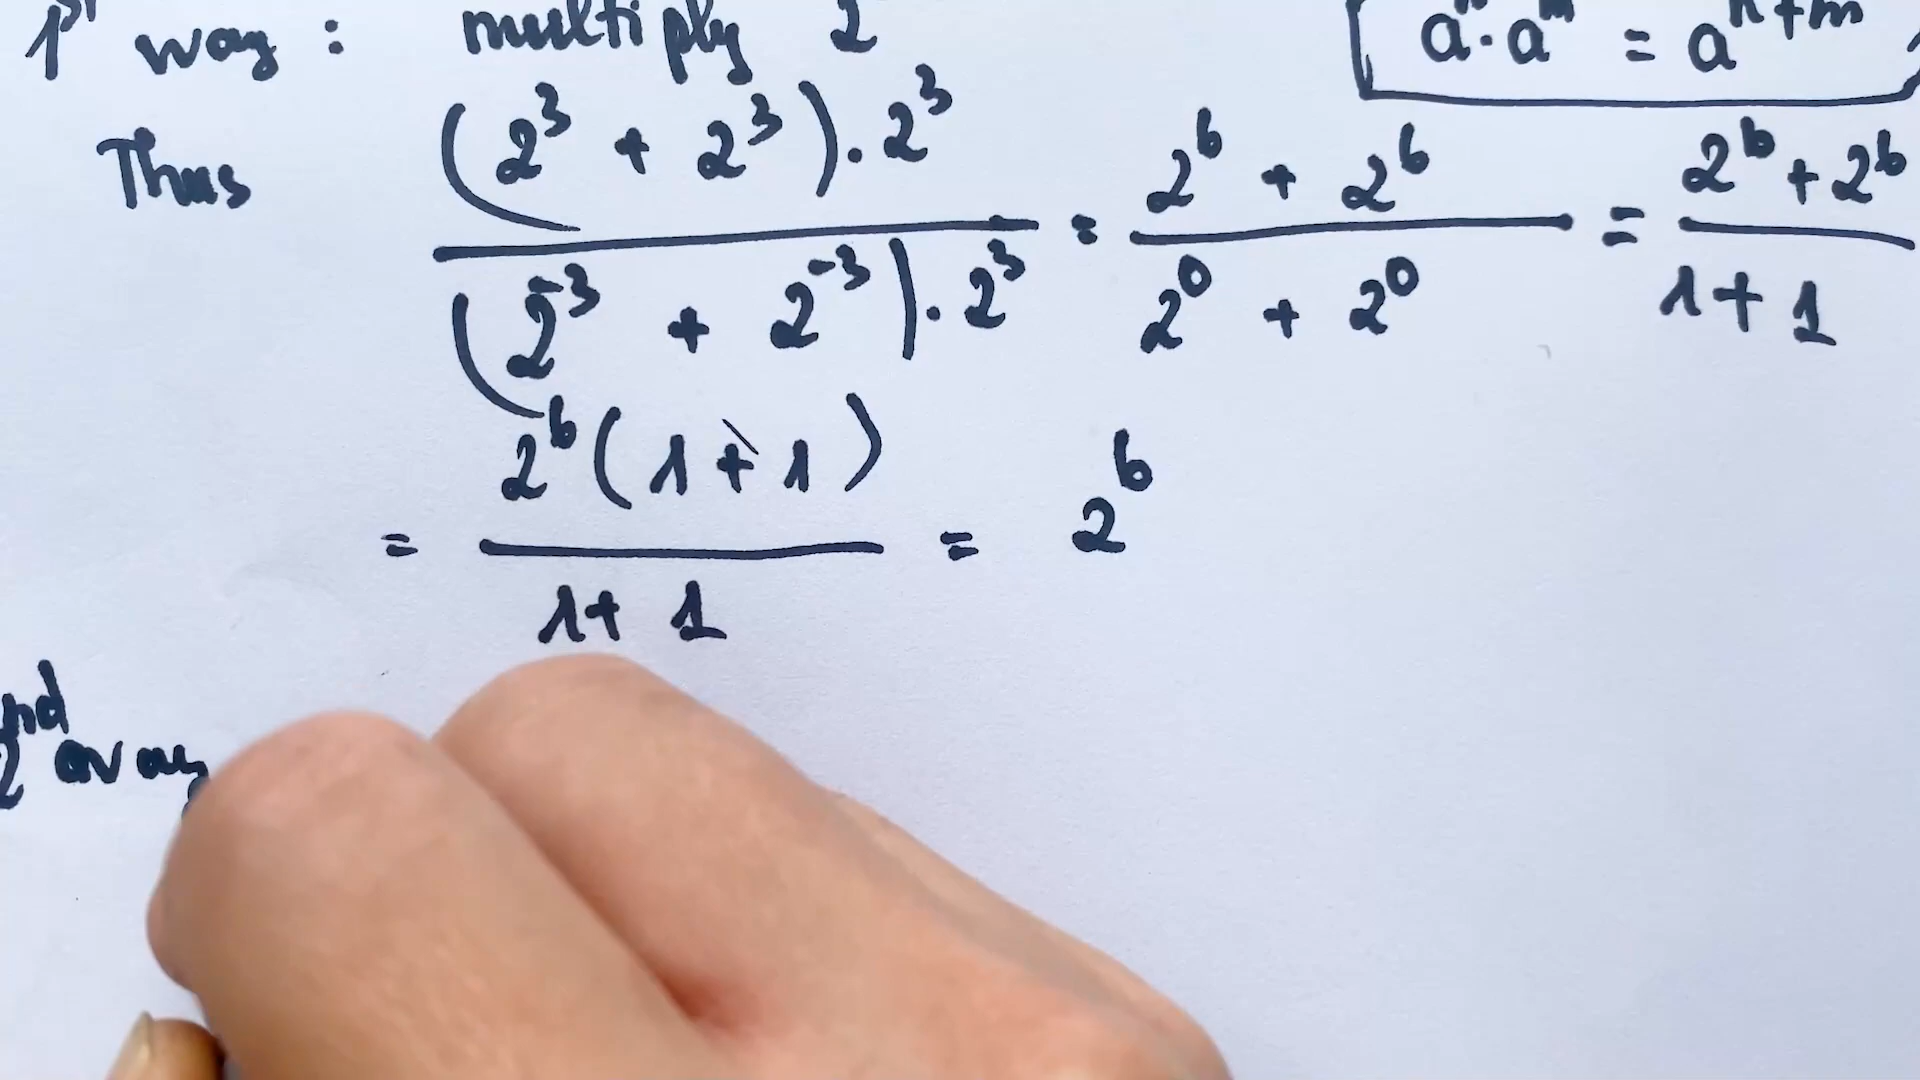 1st way : multiply 2
a^n · a^m = a^n+m
Thus
(2^3 + 2^3) · 2^3 / (2^-3 + 2^-3) · 2^3 = 2^6 + 2^6 / 2^0 + 2^0 = 2^6 + 2^6 / 1 + 1
= 2^6 (1 + 1) / 1 + 1 = 2^6
2nd way